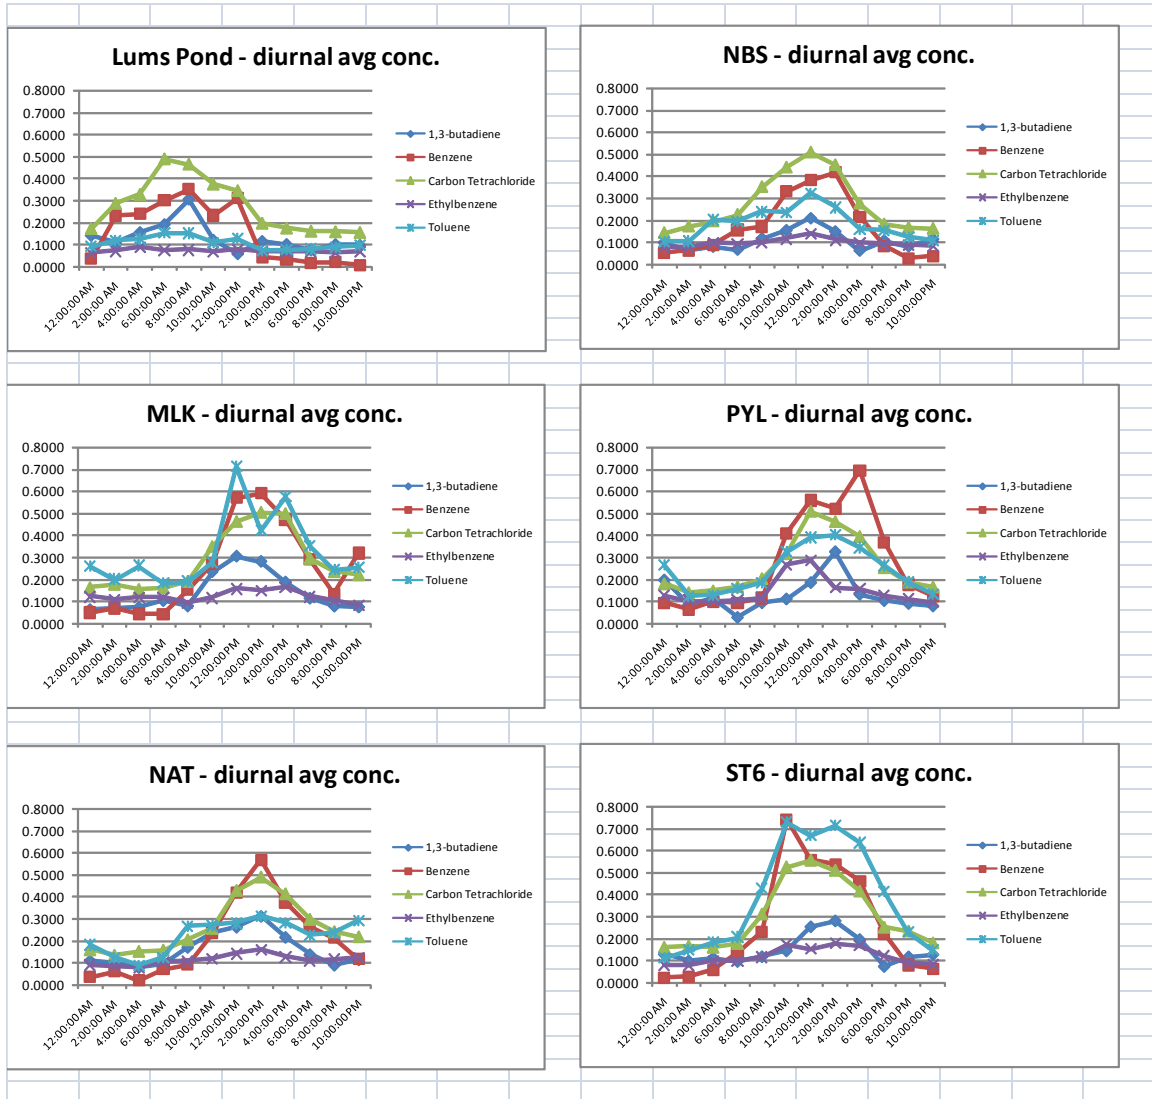 Lums Pond - diurnal avg conc.
0.8000
0.7000
0.6000
0.5000
0.4000
0.3000
0.2000
0.1000
0.0000
12:00:00 AM
2:00:00 AM
4:00:00 AM
6:00:00 AM
8:00:00 AM
10:00:00 AM
12:00:00 PM
2:00:00 PM
4:00:00 PM
6:00:00 PM
8:00:00 PM
10:00:00 PM
1,3-butadiene
Benzene
Carbon Tetrachloride
Ethylbenzene
Toluene
NBS - diurnal avg conc.
0.8000
0.7000
0.6000
0.5000
0.4000
0.3000
0.2000
0.1000
0.0000
12:00:00 AM
2:00:00 AM
4:00:00 AM
6:00:00 AM
8:00:00 AM
10:00:00 AM
12:00:00 PM
2:00:00 PM
4:00:00 PM
6:00:00 PM
8:00:00 PM
10:00:00 PM
1,3-butadiene
Benzene
Carbon Tetrachloride
Ethylbenzene
Toluene
MLK - diurnal avg conc.
0.8000
0.7000
0.6000
0.5000
0.4000
0.3000
0.2000
0.1000
0.0000
12:00:00 AM
2:00:00 AM
4:00:00 AM
6:00:00 AM
8:00:00 AM
10:00:00 AM
12:00:00 PM
2:00:00 PM
4:00:00 PM
6:00:00 PM
8:00:00 PM
10:00:00 PM
1,3-butadiene
Benzene
Carbon Tetrachloride
Ethylbenzene
Toluene
PYL - diurnal avg conc.
0.8000
0.7000
0.6000
0.5000
0.4000
0.3000
0.2000
0.1000
0.0000
12:00:00 AM
2:00:00 AM
4:00:00 AM
6:00:00 AM
8:00:00 AM
10:00:00 AM
12:00:00 PM
2:00:00 PM
4:00:00 PM
6:00:00 PM
8:00:00 PM
10:00:00 PM
1,3-butadiene
Benzene
Carbon Tetrachloride
Ethylbenzene
Toluene
NAT - diurnal avg conc.
0.8000
0.7000
0.6000
0.5000
0.4000
0.3000
0.2000
0.1000
0.0000
12:00:00 AM
2:00:00 AM
4:00:00 AM
6:00:00 AM
8:00:00 AM
10:00:00 AM
12:00:00 PM
2:00:00 PM
4:00:00 PM
6:00:00 PM
8:00:00 PM
10:00:00 PM
1,3-butadiene
Benzene
Carbon Tetrachloride
Ethylbenzene
Toluene
ST6 - diurnal avg conc.
0.8000
0.7000
0.6000
0.5000
0.4000
0.3000
0.2000
0.1000
0.0000
12:00:00 AM
2:00:00 AM
4:00:00 AM
6:00:00 AM
8:00:00 AM
10:00:00 AM
12:00:00 PM
2:00:00 PM
4:00:00 PM
6:00:00 PM
8:00:00 PM
10:00:00 PM
1,3-butadiene
Benzene
Carbon Tetrachloride
Ethylbenzene
Toluene